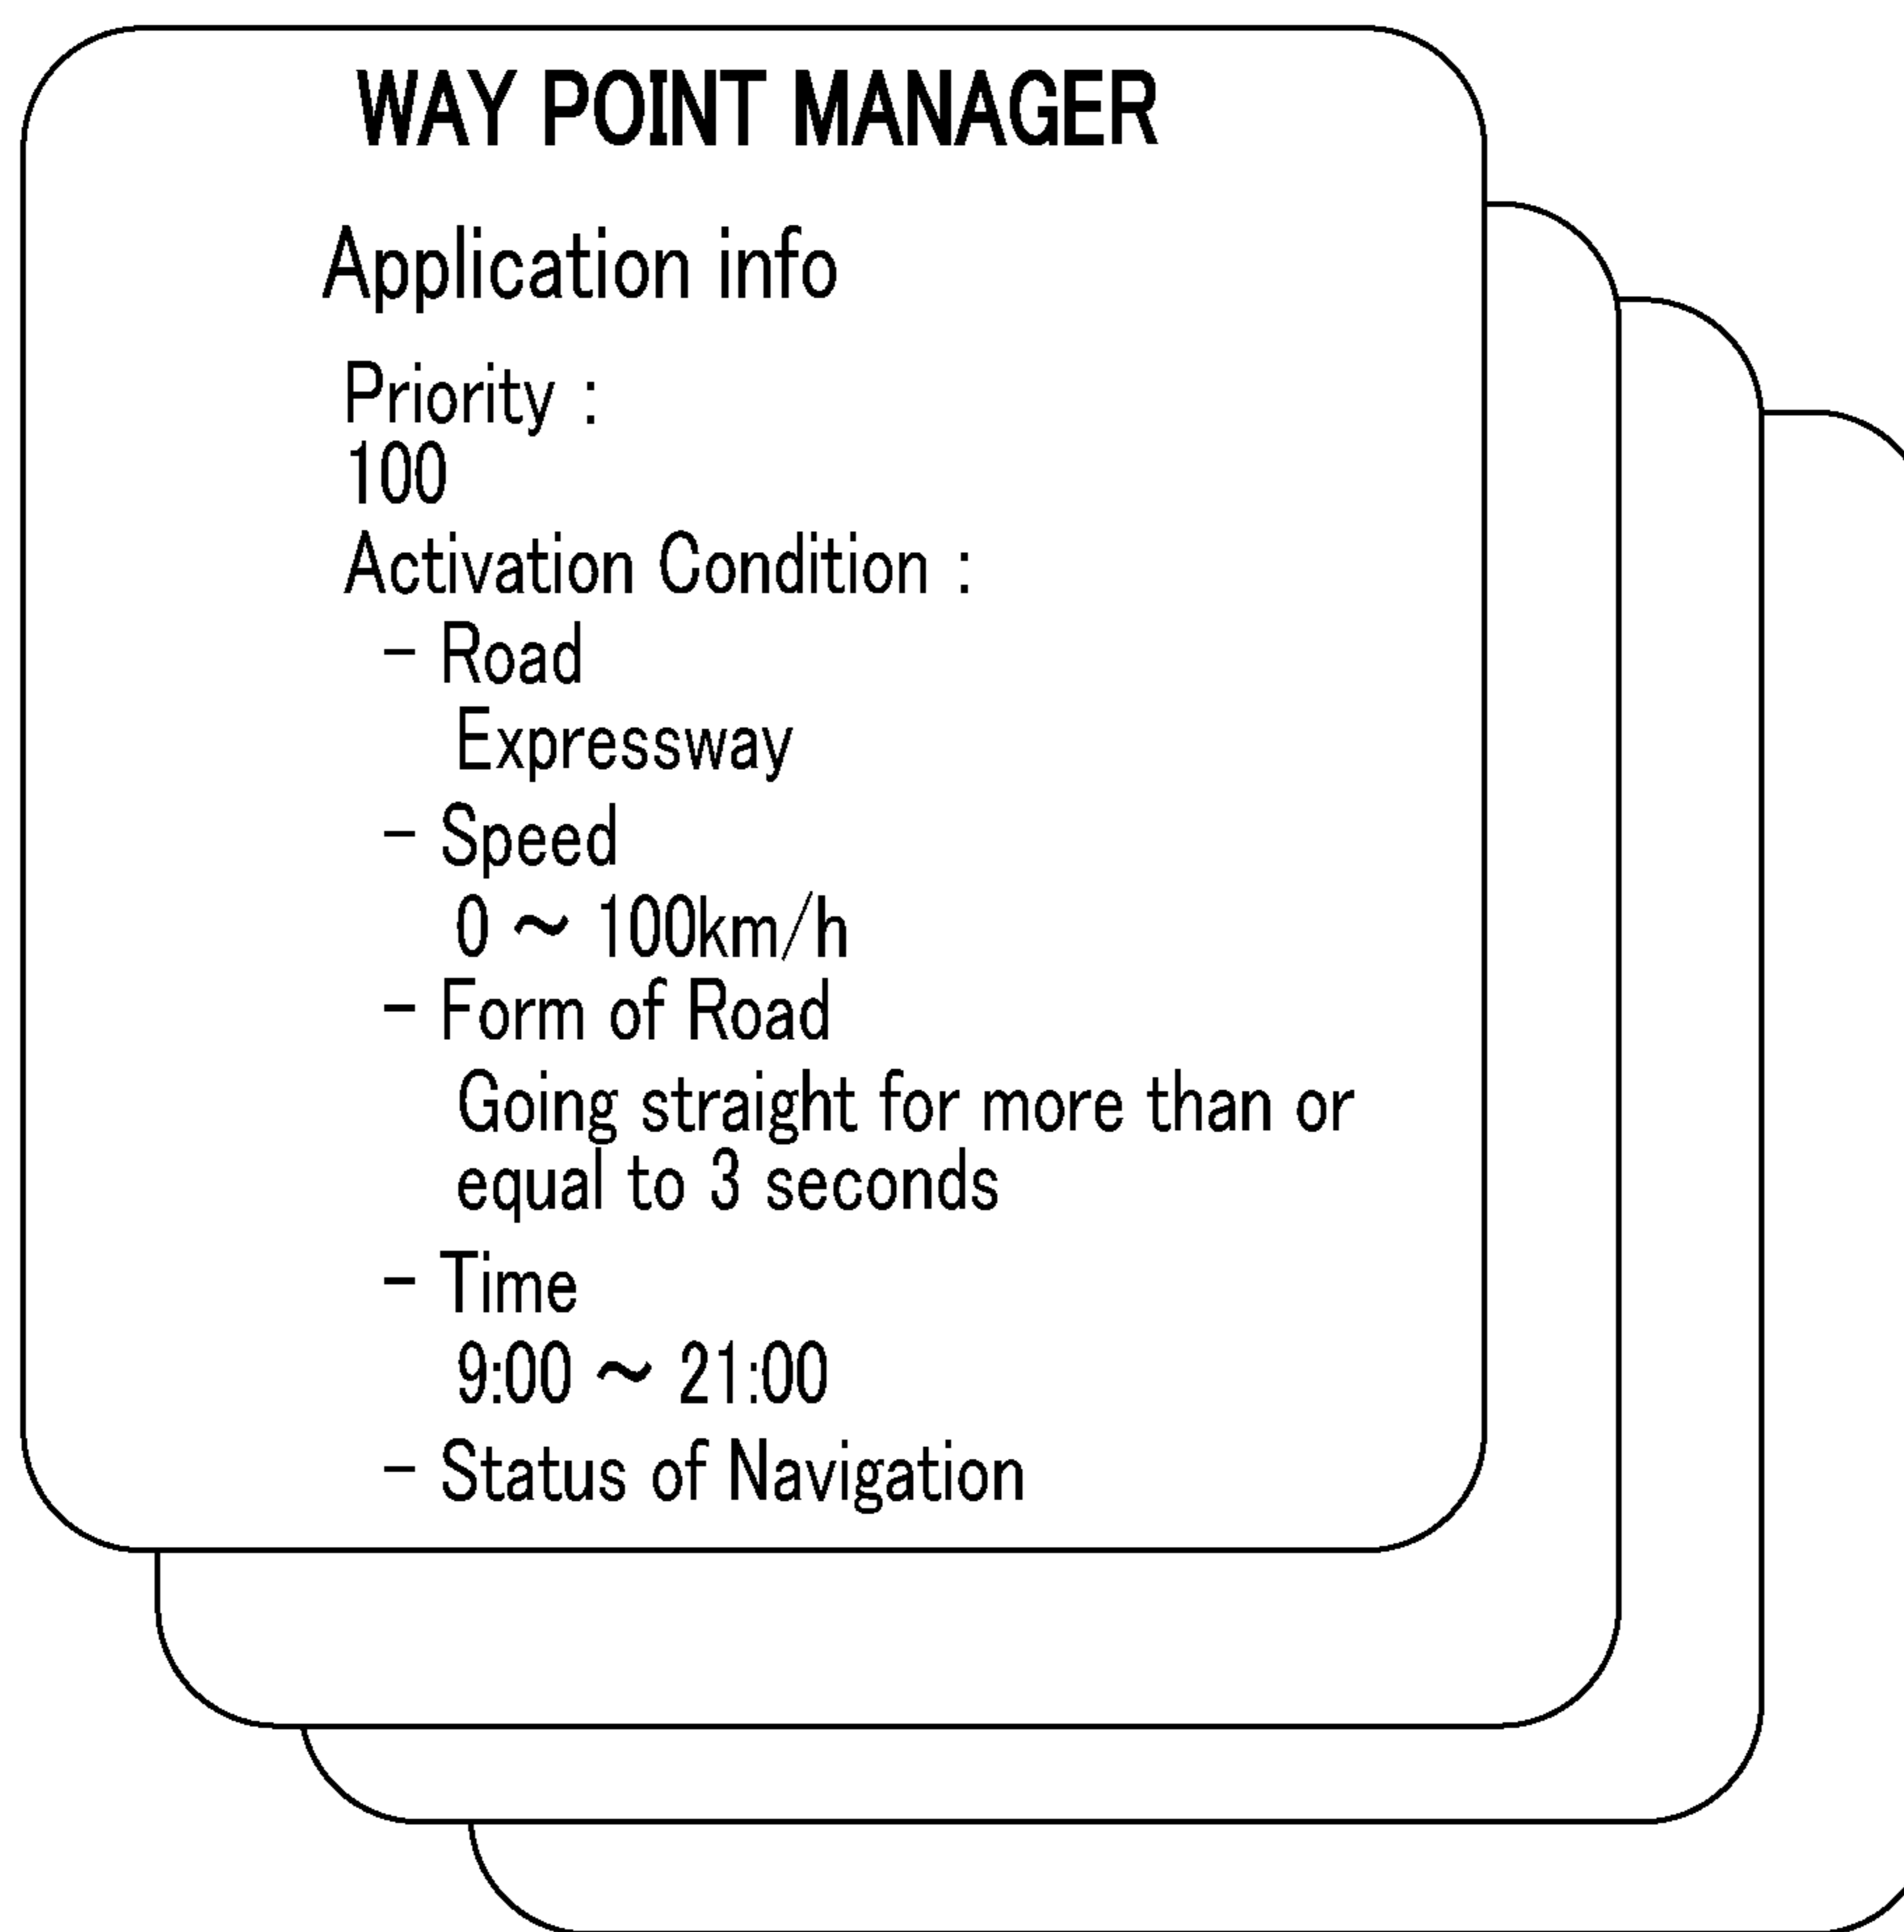 WAY POINT MANAGER
Application info
Priority :
100
Activation Condition :
- Road
Expressway
- Speed
0 ~ 100km/h
- Form of Road
Going straight for more than or
equal to 3 seconds
- Time
9:00 ~ 21:00
- Status of Navigation